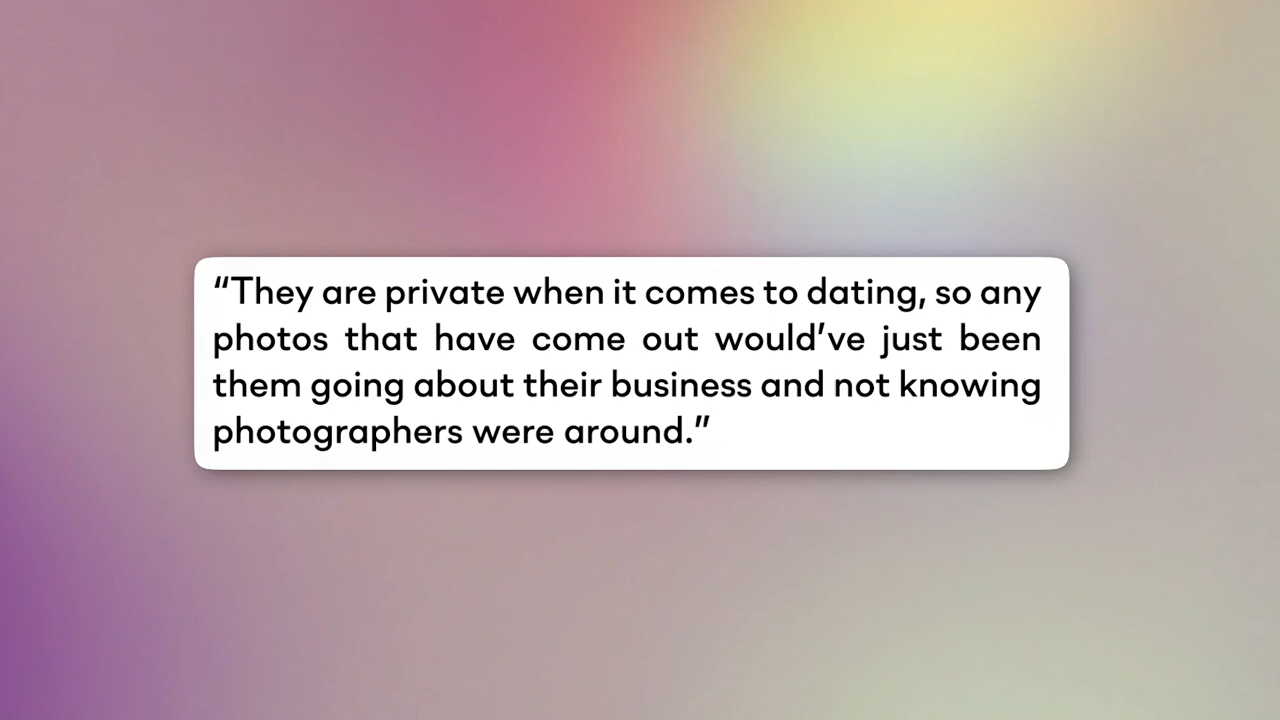 “They are private when it comes to dating, so any
photos that have come out would’ve just been
them going about their business and not knowing
photographers were around.”